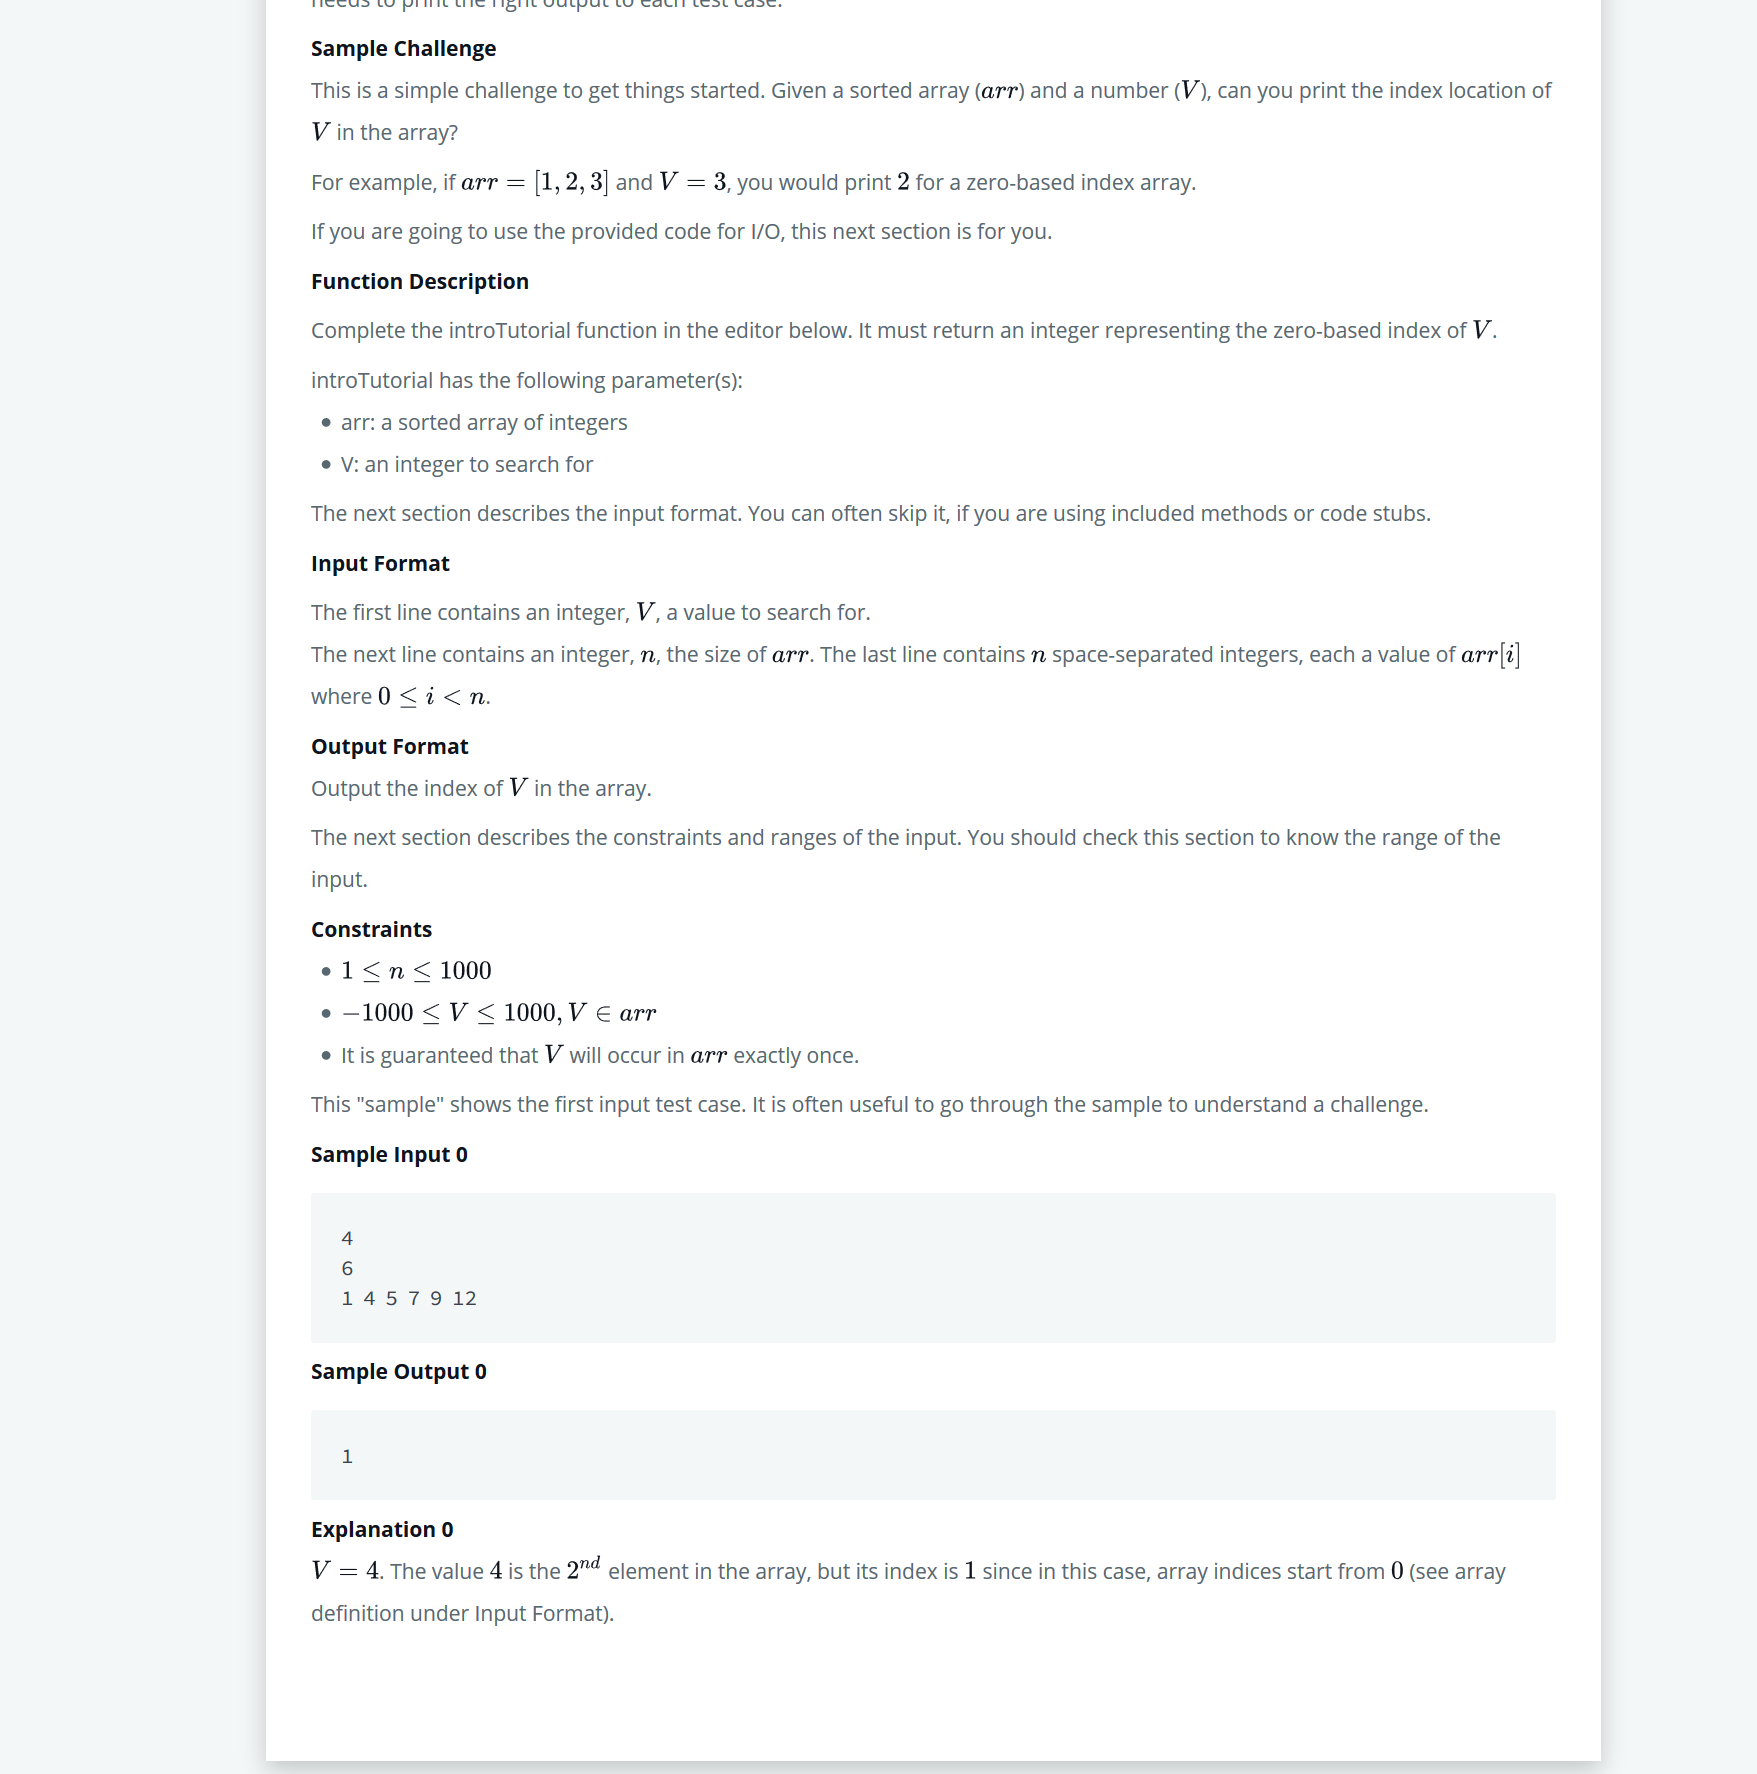 needs to print the right output to each test case.
Sample Challenge
This is a simple challenge to get things started. Given a sorted array (arr) and a number (V), can you print the index location of
V in the array?
For example, if arr = [1, 2, 3] and V = 3, you would print 2 for a zero-based index array.
If you are going to use the provided code for I/O, this next section is for you.
Function Description
Complete the introTutorial function in the editor below. It must return an integer representing the zero-based index of V.
introTutorial has the following parameter(s):
• arr: a sorted array of integers
• V: an integer to search for
The next section describes the input format. You can often skip it, if you are using included methods or code stubs.
Input Format
The first line contains an integer, V, a value to search for.
The next line contains an integer, n, the size of arr. The last line contains n space-separated integers, each a value of arr[i]
where 0 ≤ i < n.
Output Format
Output the index of V in the array.
The next section describes the constraints and ranges of the input. You should check this section to know the range of the
input.
Constraints
• 1 ≤ n ≤ 1000
• −1000 ≤ V ≤ 1000, V ∈ arr
• It is guaranteed that V will occur in arr exactly once.
This "sample" shows the first input test case. It is often useful to go through the sample to understand a challenge.
Sample Input 0
4
6
1 4 5 7 9 12
Sample Output 0
1
Explanation 0
V = 4. The value 4 is the 2nd element in the array, but its index is 1 since in this case, array indices start from 0 (see array
definition under Input Format).